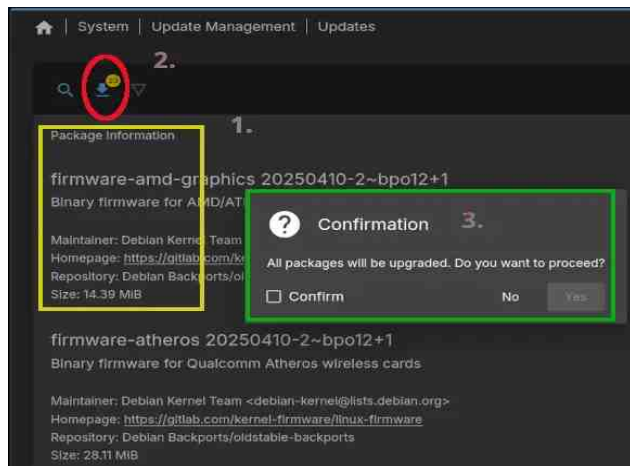 System | Update Management | Updates
2.
1.
Package Information
firmware-amd-graphics 20250410-2~bpo12+1
Binary firmware for AMD/AT
Maintainer: Debian Kernel Team
Homepage: https://gitlab.com/ke
Repository: Debian Backports/ol
Size: 14.39 MiB
Confirmation
3.
All packages will be upgraded. Do you want to proceed?
Confirm
No
Yes
firmware-atheros 20250410-2~bpo12+1
Binary firmware for Qualcomm Atheros wireless cards
Maintainer: Debian Kernel Team <debian-kernel@lists.debian.org>
Homepage: https://gitlab.com/kernel-firmware/linux-firmware
Repository: Debian Backports/oldstable-backports
Size: 28.11 MiB